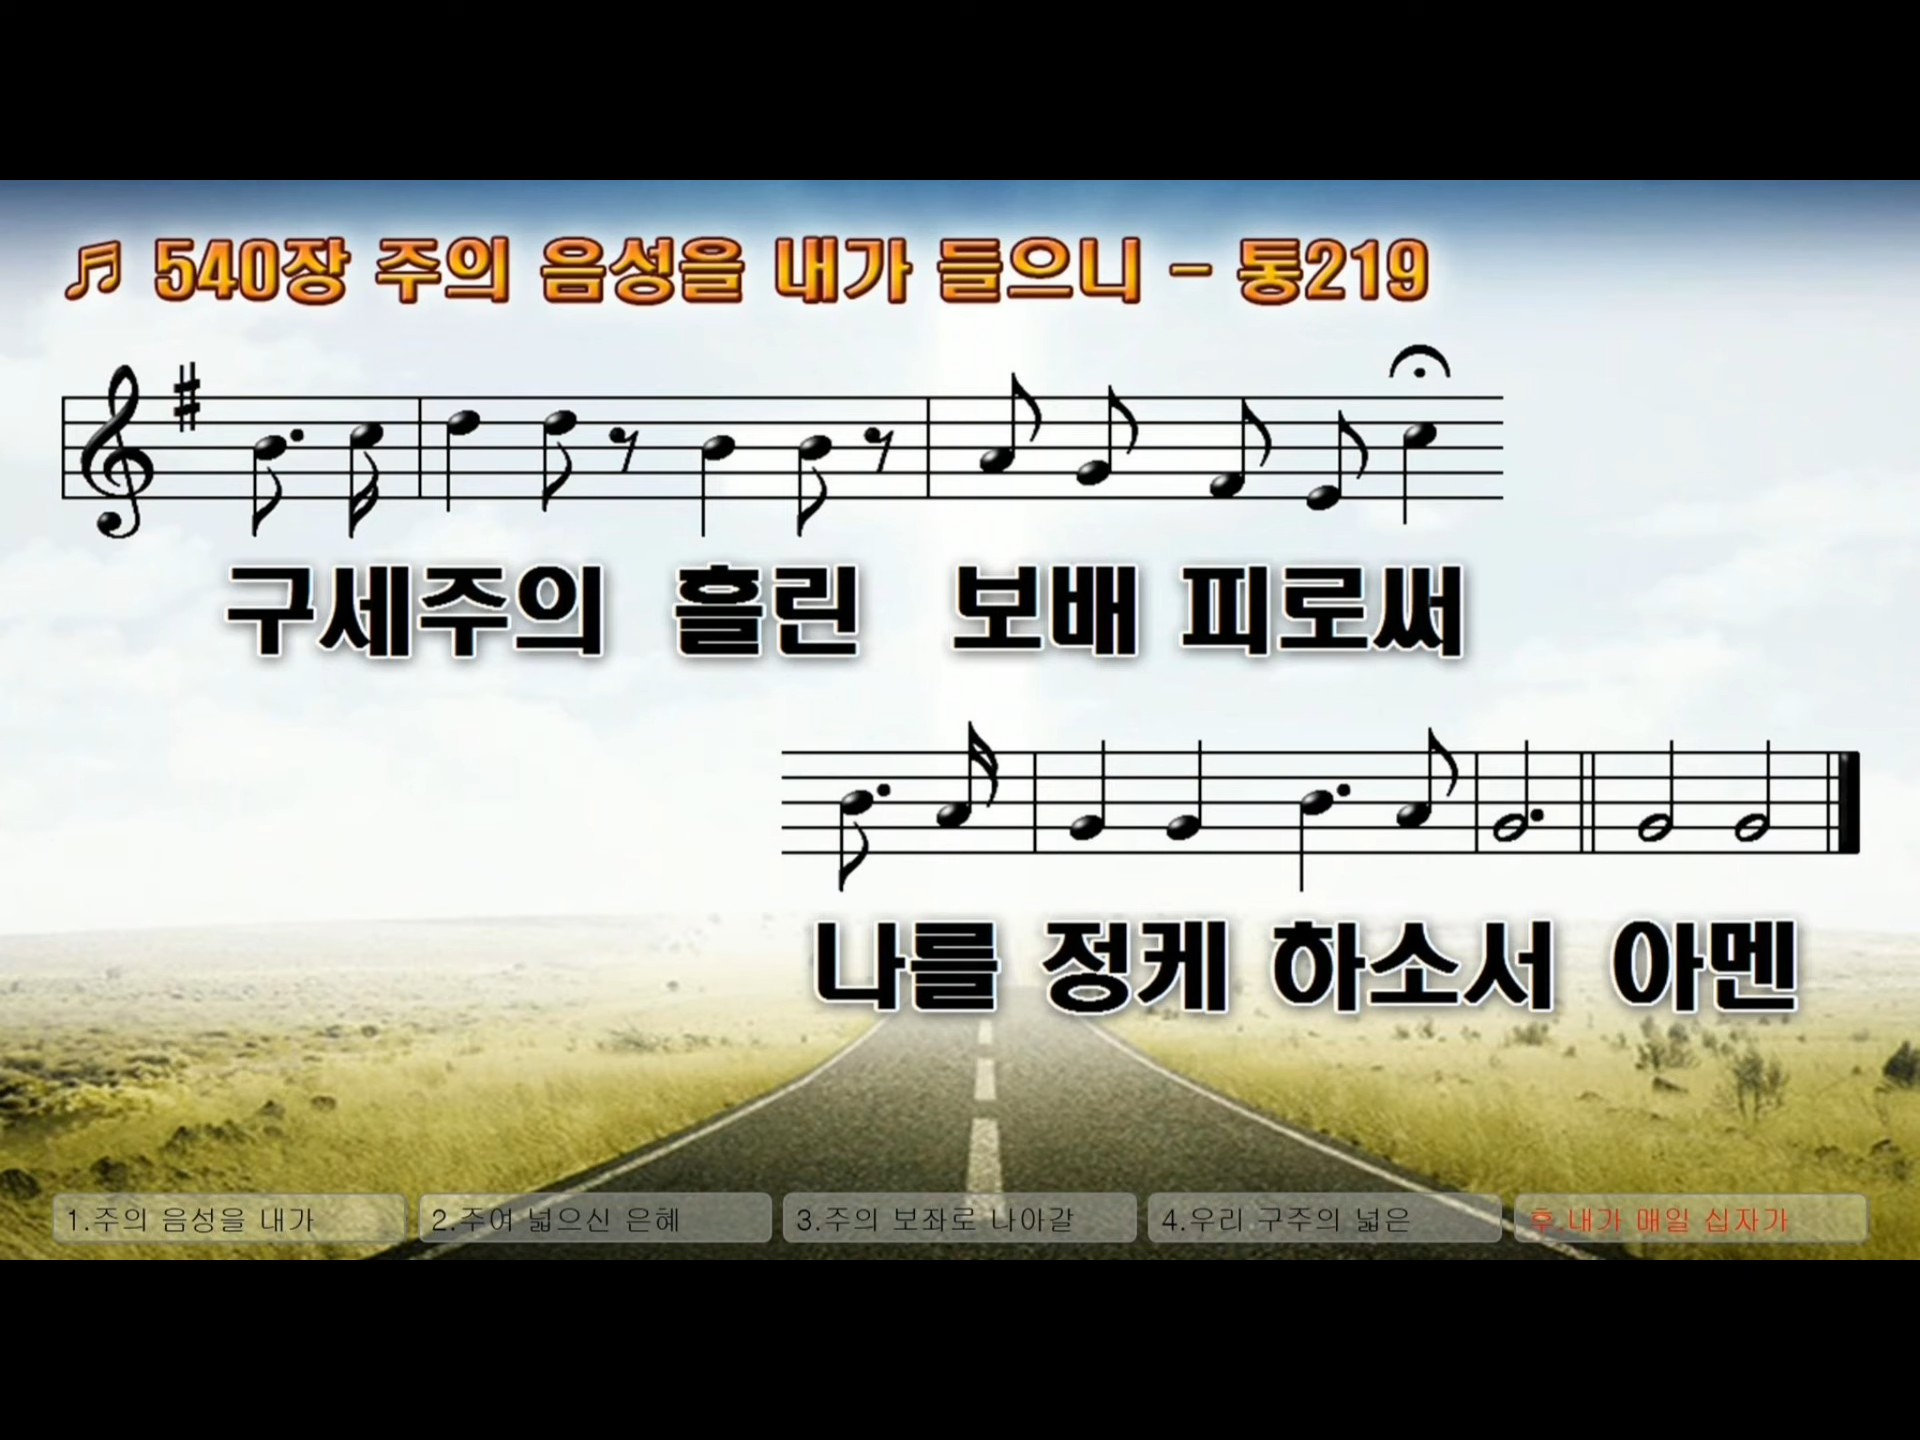 ♬ 540장 주의 음성을 내가 들으니 - 통219
구세주의 흘린 보배 피로써
나를 정케 하소서 아멘
1.주의 음성을 내가
2.주여 넓으신 은혜
3.주의 보좌로 나아갈
4.우리 구주의 넓은
후.내가 매일 십자가